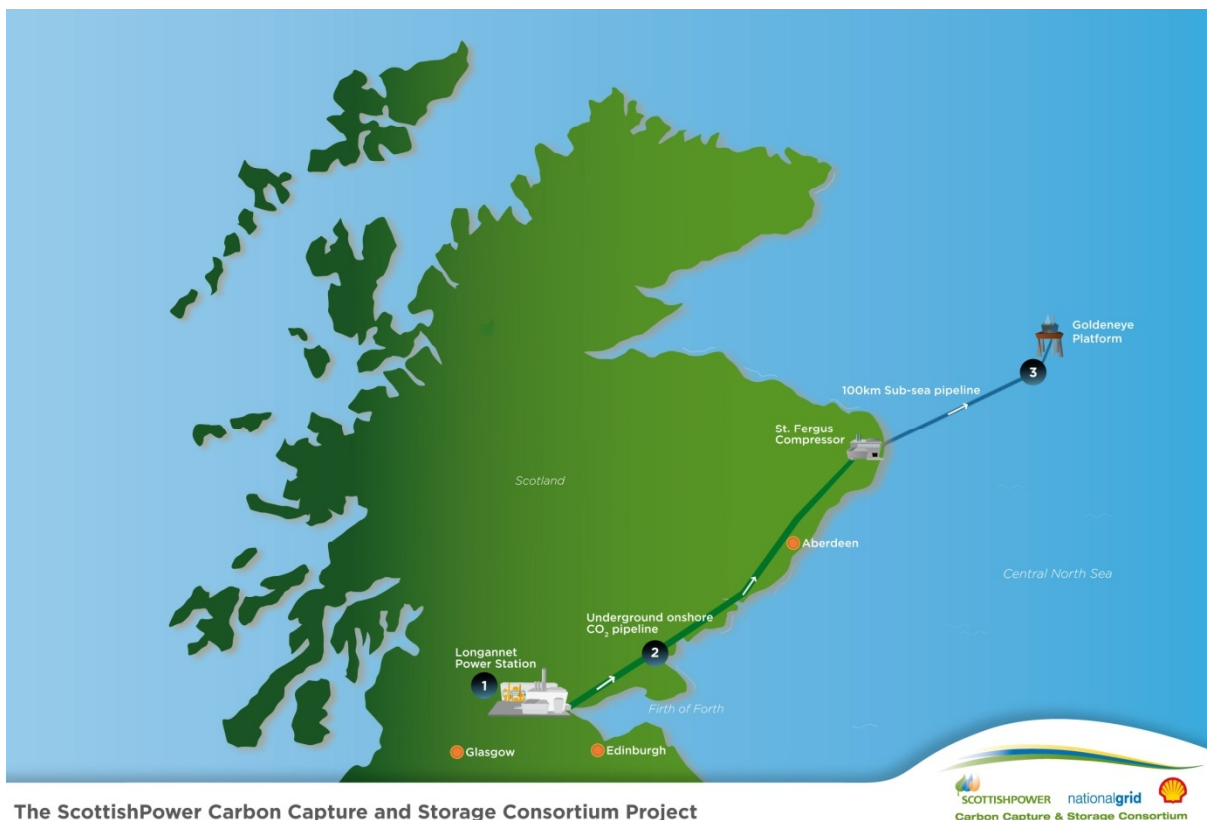 Goldeneye
Platform
3
100km Sub-sea pipeline
St. Fergus
Compressor
Scotland
Aberdeen
Central North Sea
Underground onshore
CO₂ pipeline
2
Longannet
Power Station
1
Firth of Forth
Glasgow
Edinburgh
SCOTTISHPOWER
nationalgrid
Carbon Capture & Storage Consortium
The ScottishPower Carbon Capture and Storage Consortium Project